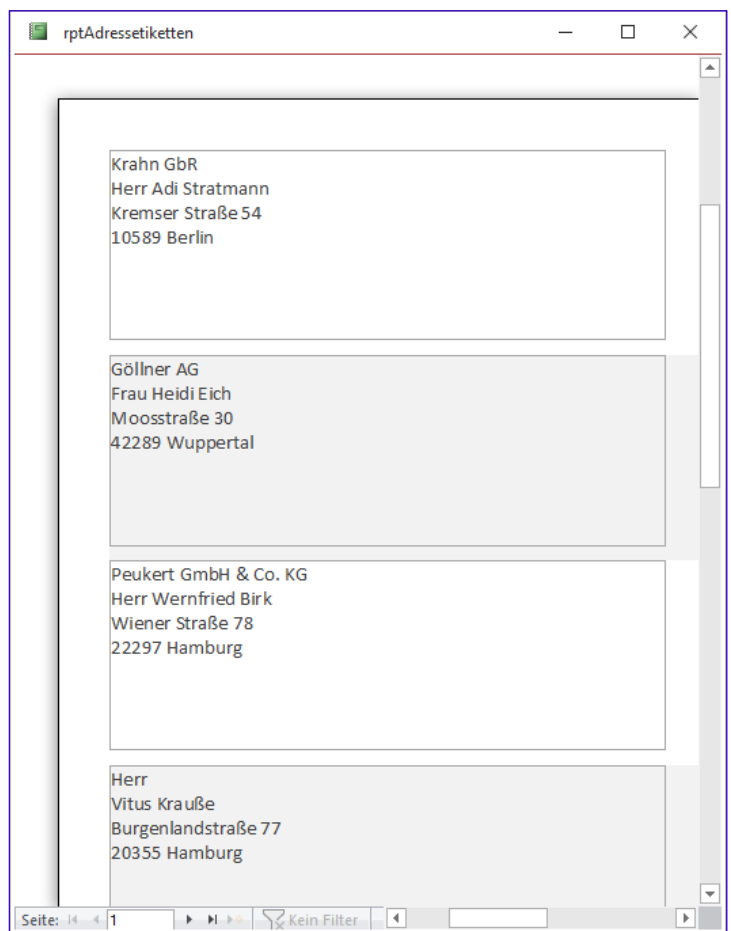 rptAdressetiketten
Krahn GbR
Herr Adi Stratmann
Kremser Straße 54
10589 Berlin
Göllner AG
Frau Heidi Eich
Moosstraße 30
42289 Wuppertal
Peukert GmbH & Co. KG
Herr Wernfried Birk
Wiener Straße 78
22297 Hamburg
Herr
Vitus Krauße
Burgenlandstraße 77
20355 Hamburg
Seite: 1 Kein Filter